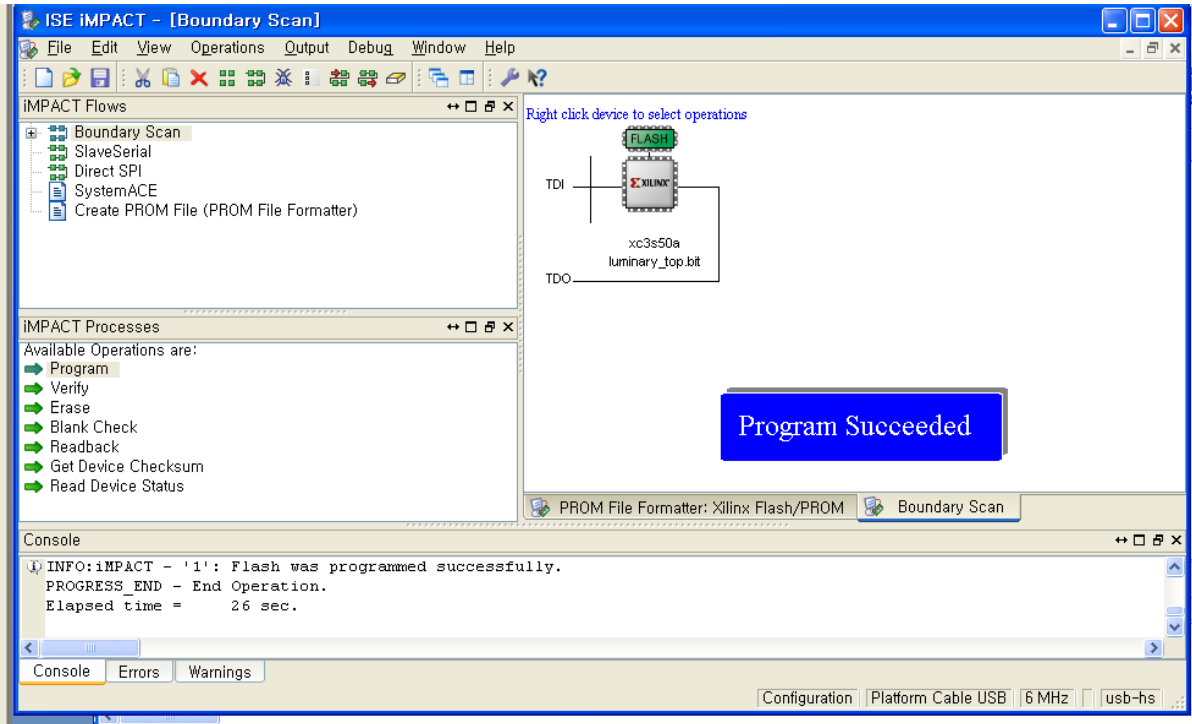 ISE iMPACT - [Boundary Scan]
File Edit View Operations Output Debug Window Help
iMPACT Flows
Boundary Scan
SlaveSerial
Direct SPI
SystemACE
Create PROM File (PROM File Formatter)
iMPACT Processes
Available Operations are:
Program
Verify
Erase
Blank Check
Readback
Get Device Checksum
Read Device Status
Right click device to select operations
FLASH
TDI
XILINX
xc3s50a
luminary_top.bit
TDO
Program Succeeded
PROM File Formatter: Xilinx Flash/PROM Boundary Scan
Console
INFO:iMPACT - '1': Flash was programmed successfully.
PROGRESS_END - End Operation.
Elapsed time = 26 sec.
Console Errors Warnings
Configuration Platform Cable USB 6 MHz usb-hs